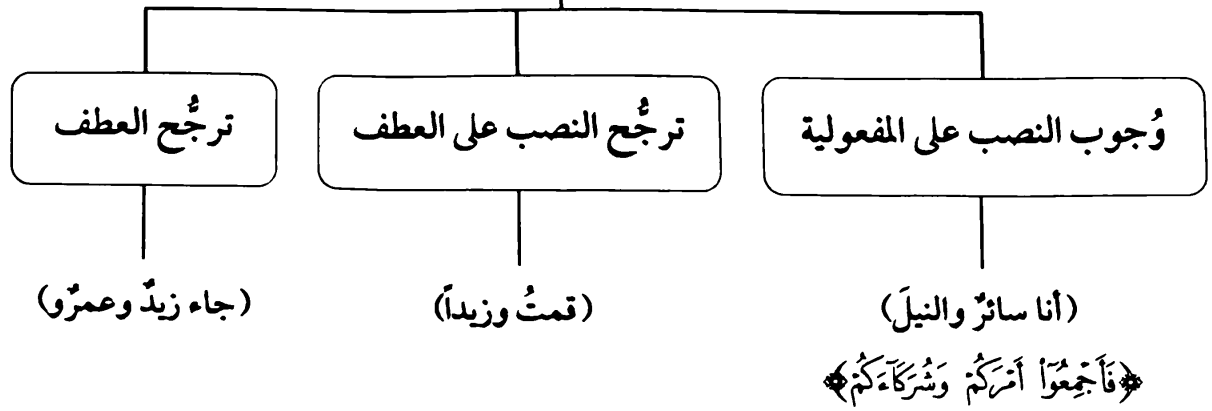 وُجوب النصب على المفعولية
ترجُّح النصب على العطف
ترجُّح العطف
(أنا سائرٌ والنيلَ)
﴿فَأَجْمِعُوٓا۟ أَمْرَكُمْ وَشُرَكَآءَكُمْ﴾
(قمتُ وزيداً)
(جاء زيدٌ وعمرٌو)